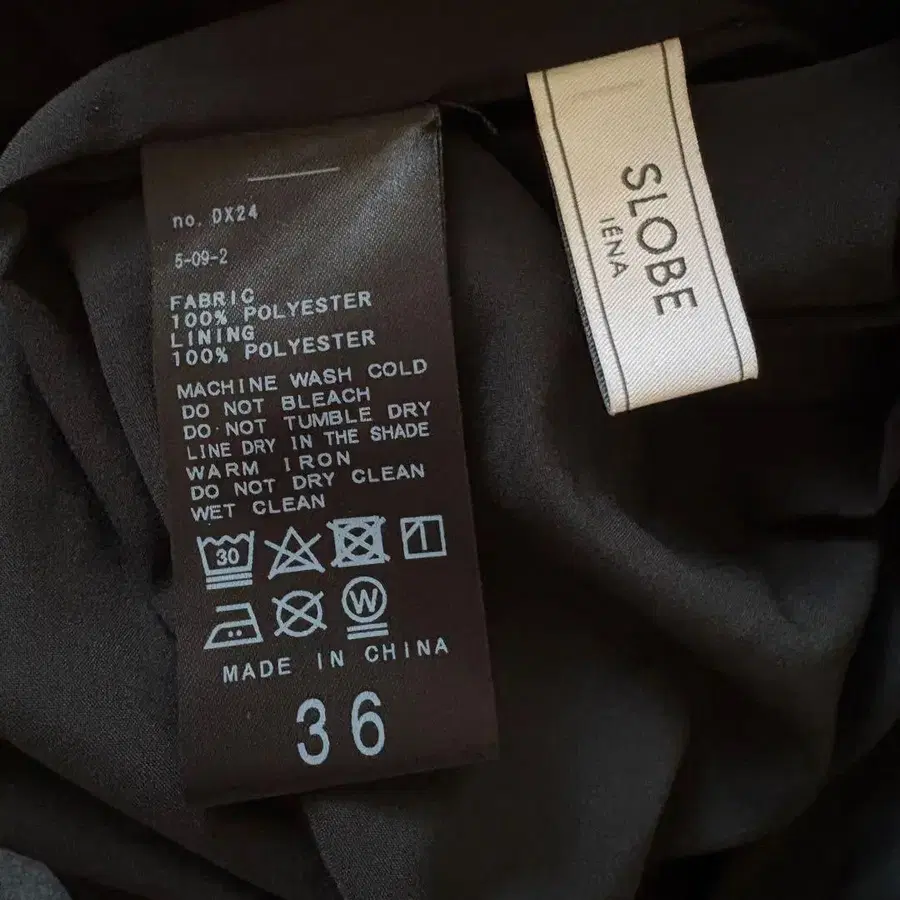 no. DX24
5-09-2
FABRIC
100% POLYESTER
LINING
100% POLYESTER
MACHINE WASH COLD
DO NOT BLEACH
DO NOT TUMBLE DRY
LINE DRY IN THE SHADE
WARM IRON
DO NOT DRY CLEAN
WET CLEAN
30
W
MADE IN CHINA
36
SLOBE
IÉNA